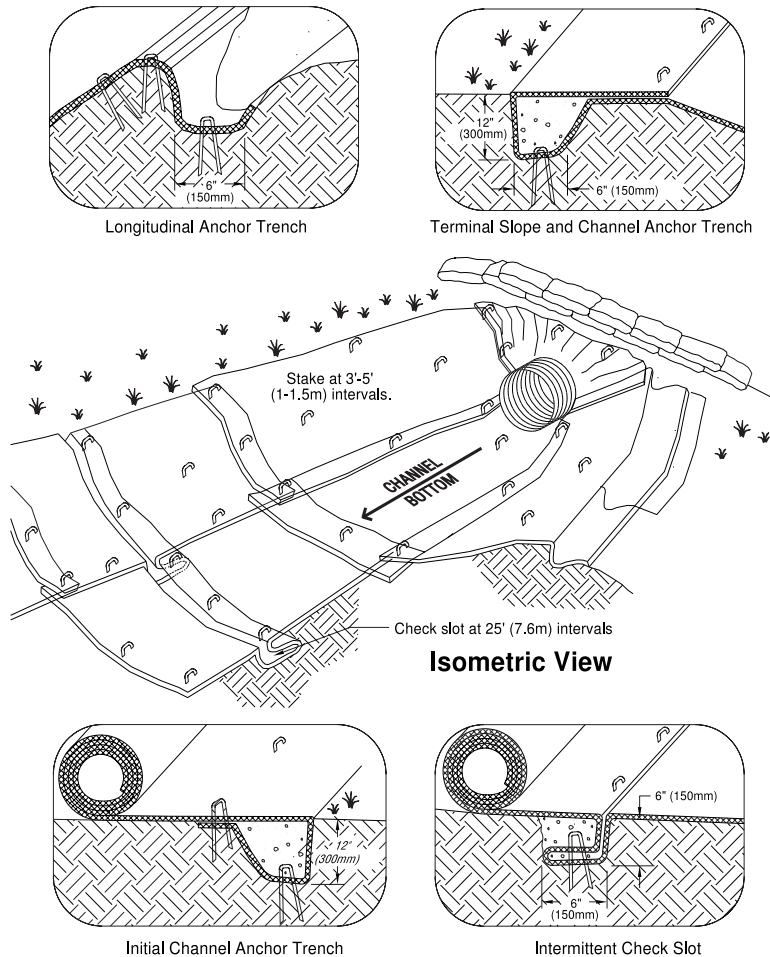 6"
(150mm)
Longitudinal Anchor Trench
12"
(300mm)
6" (150mm)
Terminal Slope and Channel Anchor Trench
Stake at 3'-5'
(1-1.5m) intervals.
CHANNEL
BOTTOM
Check slot at 25' (7.6m) intervals
Isometric View
12"
(300mm)
Initial Channel Anchor Trench
6" (150mm)
6"
(150mm)
Intermittent Check Slot